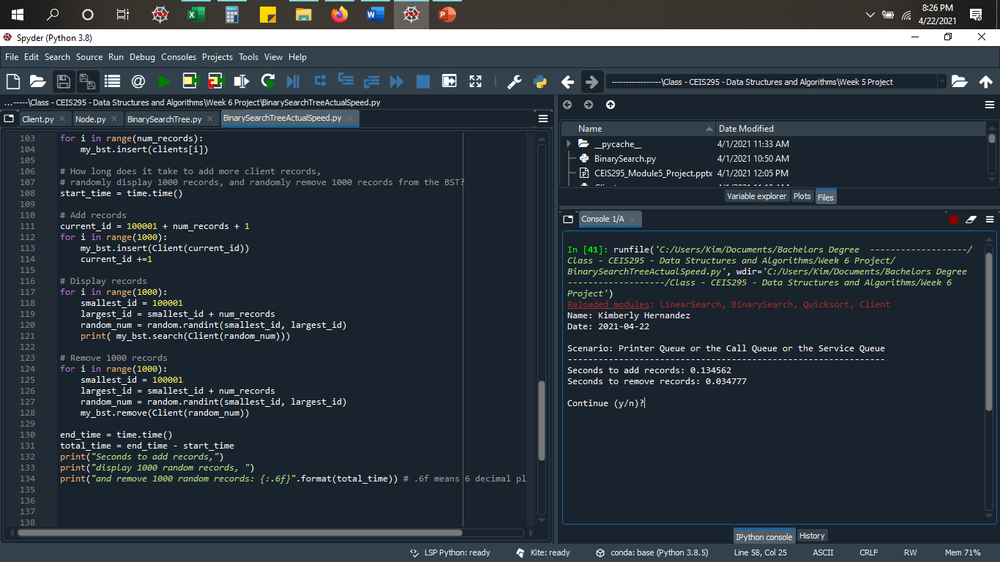 8:26 PM
4/22/2021
Spyder (Python 3.8)
File Edit Search Source Run Debug Consoles Projects Tools View Help
-----------------\Class - CEIS295 - Data Structures and Algorithms\Week 5 Project
...-----\Class - CEIS295 - Data Structures and Algorithms\Week 6 Project\BinarySearchTreeActualSpeed.py
Client.py Node.py BinarySearchTree.py BinarySearchTreeActualSpeed.py
103 for i in range(num_records):
104 my_bst.insert(clients[i])
105
106 # How long does it take to add more client records,
107 # randomly display 1000 records, and randomly remove 1000 records from the BST?
108 start_time = time.time()
109
110 # Add records
111 current_id = 100001 + num_records + 1
112 for i in range(1000):
113 my_bst.insert(Client(current_id))
114 current_id +=1
115
116 # Display records
117 for i in range(1000):
118 smallest_id = 100001
119 largest_id = smallest_id + num_records
120 random_num = random.randint(smallest_id, largest_id)
121 print( my_bst.search(Client(random_num)))
122
123 # Remove 1000 records
124 for i in range(1000):
125 smallest_id = 100001
126 largest_id = smallest_id + num_records
127 random_num = random.randint(smallest_id, largest_id)
128 my_bst.remove(Client(random_num))
129
130 end_time = time.time()
131 total_time = end_time - start_time
132 print("Seconds to add records,")
133 print("display 1000 random records, ")
134 print("and remove 1000 random records: {:.6f}".format(total_time)) # .6f means 6 decimal pl
135
136
137
138
Name Date Modified
__pycache__ 4/1/2021 11:33 AM
BinarySearch.py 4/1/2021 10:50 AM
CEIS295_Module5_Project.pptx 4/1/2021 12:05 PM
Variable explorer Plots Files
Console 1/A
In [41]: runfile('C:/Users/Kim/Documents/Bachelors Degree -------------------/
Class - CEIS295 - Data Structures and Algorithms/Week 6 Project/
BinarySearchTreeActualSpeed.py', wdir='C:/Users/Kim/Documents/Bachelors Degree
-------------------/Class - CEIS295 - Data Structures and Algorithms/Week 6
Project')
Reloaded modules: LinearSearch, BinarySearch, Quicksort, Client
Name: Kimberly Hernandez
Date: 2021-04-22
Scenario: Printer Queue or the Call Queue or the Service Queue
--------------------------------------------------------------
Seconds to add records: 0.134562
Seconds to remove records: 0.034777
Continue (y/n)?
IPython console History
LSP Python: ready Kite: ready conda: base (Python 3.8.5) Line 58, Col 25 ASCII CRLF RW Mem 71%